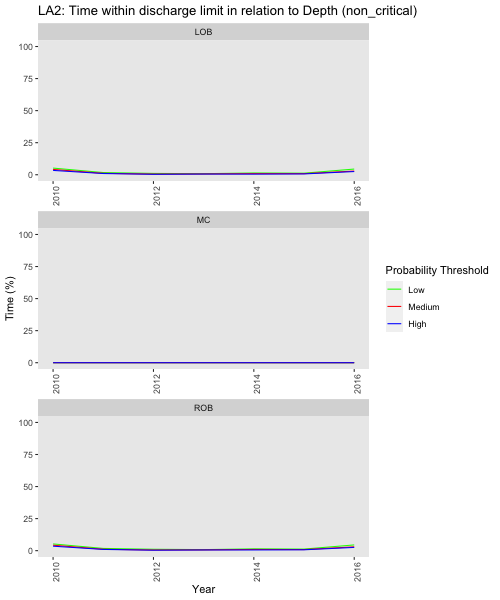 LA2: Time within discharge limit in relation to Depth (non_critical)
LOB
100
75
50
25
0
2010 2012 2014 2016
MC
100
75
50
25
0
2010 2012 2014 2016
ROB
100
75
50
25
0
2010 2012 2014 2016
Time (%)
Year
Probability Threshold
Low
Medium
High